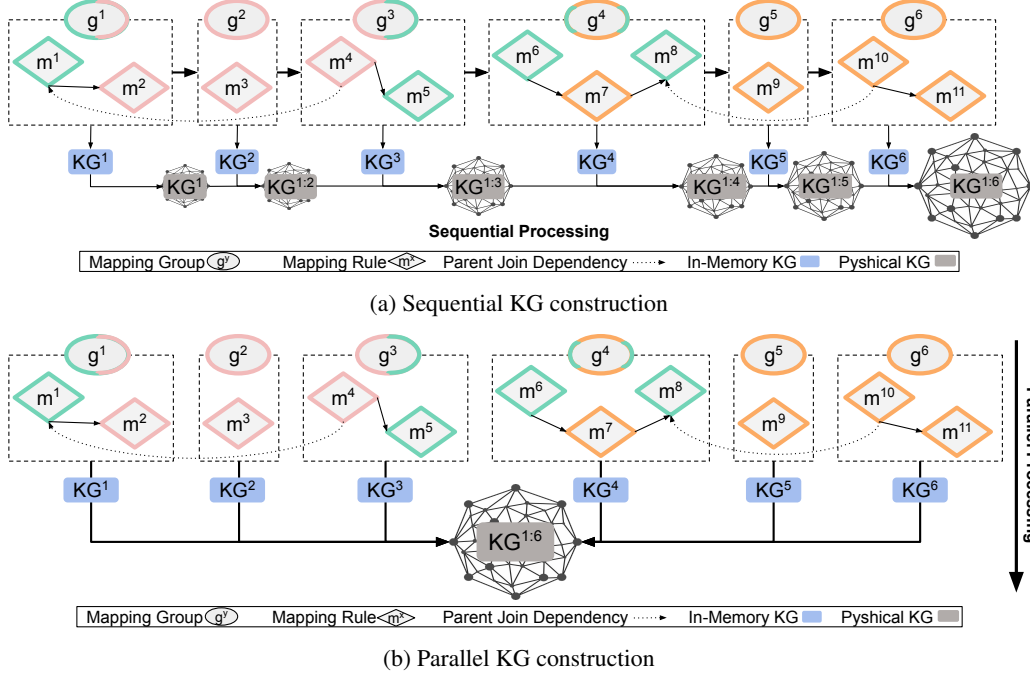 g¹ g² g³ g⁴ g⁵ g⁶
m¹ m² m³ m⁴ m⁵ m⁶ m⁷ m⁸ m⁹ m¹⁰ m¹¹
KG¹ KG² KG³ KG⁴ KG⁵ KG⁶
KG¹ KG¹:² KG¹:³ KG¹:⁴ KG¹:⁵ KG¹:⁶
Sequential Processing
Mapping Group gʸ Mapping Rule mˣ Parent Join Dependency In-Memory KG Pyshical KG
(a) Sequential KG construction
g¹ g² g³ g⁴ g⁵ g⁶
m¹ m² m³ m⁴ m⁵ m⁶ m⁷ m⁸ m⁹ m¹⁰ m¹¹
KG¹ KG² KG³ KG⁴ KG⁵ KG⁶
KG¹:⁶
Mapping Group gʸ Mapping Rule mˣ Parent Join Dependency In-Memory KG Pyshical KG
(b) Parallel KG construction